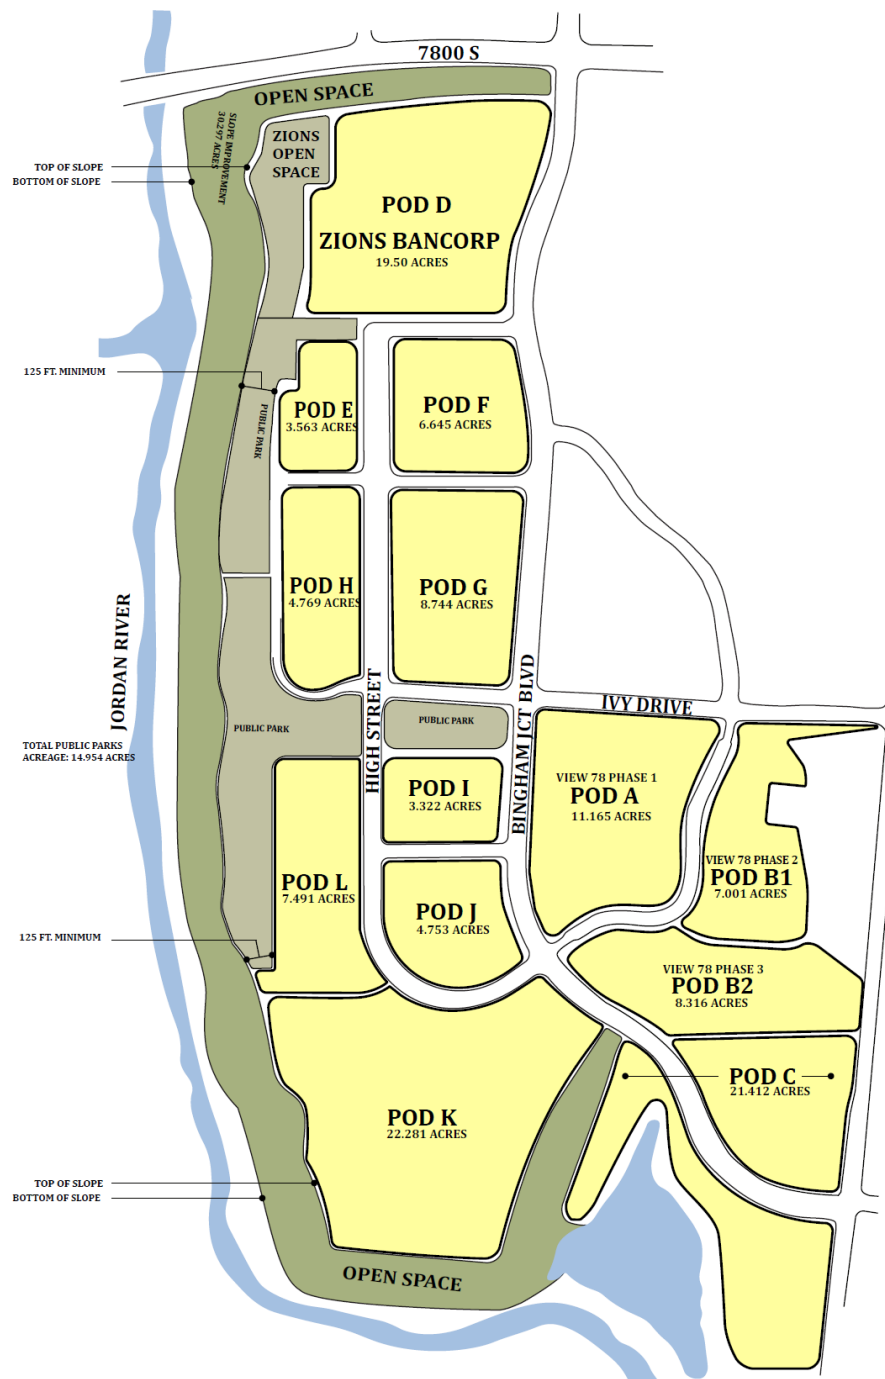 7800 S
OPEN SPACE
SLOPE IMPROVEMENT
30.297 ACRES
ZIONS
OPEN
SPACE
TOP OF SLOPE
BOTTOM OF SLOPE
POD D
ZIONS BANCORP
19.50 ACRES
125 FT. MINIMUM
PUBLIC PARK
POD E
3.563 ACRES
POD F
6.645 ACRES
POD H
4.769 ACRES
POD G
8.744 ACRES
JORDAN RIVER
HIGH STREET
BINGHAM JCT BLVD
IVY DRIVE
PUBLIC PARK
PUBLIC PARK
TOTAL PUBLIC PARKS
ACREAGE: 14.954 ACRES
POD I
3.322 ACRES
VIEW 78 PHASE 1
POD A
11.165 ACRES
VIEW 78 PHASE 2
POD B1
7.001 ACRES
POD L
7.491 ACRES
POD J
4.753 ACRES
125 FT. MINIMUM
VIEW 78 PHASE 3
POD B2
8.316 ACRES
POD C
21.412 ACRES
POD K
22.281 ACRES
TOP OF SLOPE
BOTTOM OF SLOPE
OPEN SPACE